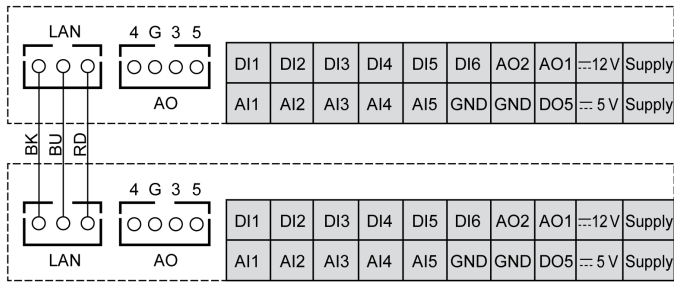 LAN 4 G 3 5
DI1 DI2 DI3 DI4 DI5 DI6 AO2 AO1 ⎓12 V Supply
AO AI1 AI2 AI3 AI4 AI5 GND GND DO5 ⎓ 5 V Supply
BK BU RD
4 G 3 5
DI1 DI2 DI3 DI4 DI5 DI6 AO2 AO1 ⎓12 V Supply
LAN AO AI1 AI2 AI3 AI4 AI5 GND GND DO5 ⎓ 5 V Supply